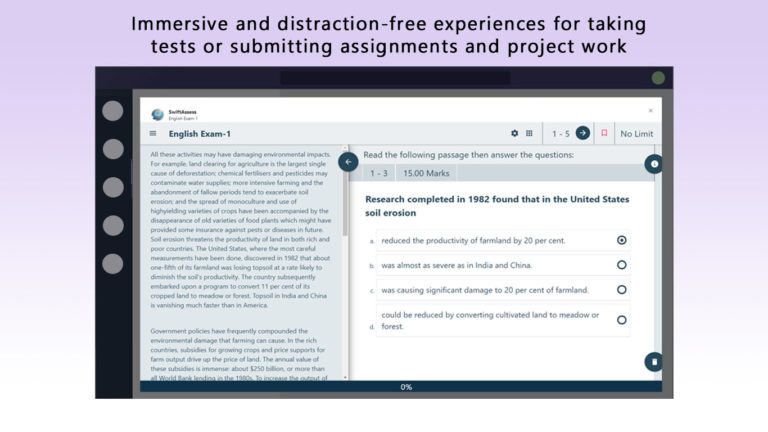 Immersive and distraction-free experiences for taking
tests or submitting assignments and project work
SwiftAssess
English Exam-1
English Exam-1
1 - 5
No Limit
All these activities may have damaging environmental impacts.
For example, land clearing for agriculture is the largest single
cause of deforestation; chemical fertilisers and pesticides may
contaminate water supplies; more intensive farming and the
abandonment of fallow periods tend to exacerbate soil
erosion; and the spread of monoculture and use of
highyielding varieties of crops have been accompanied by the
disappearance of old varieties of food plants which might have
provided some insurance against pests or diseases in future.
Soil erosion threatens the productivity of land in both rich and
poor countries. The United States, where the most careful
measurements have been done, discovered in 1982 that about
one-fifth of its farmland was losing topsoil at a rate likely to
diminish the soil's productivity. The country subsequently
embarked upon a program to convert 11 per cent of its
cropped land to meadow or forest. Topsoil in India and China
is vanishing much faster than in America.
Government policies have frequently compounded the
environmental damage that farming can cause. In the rich
countries, subsidies for growing crops and price supports for
farm output drive up the price of land. The annual value of
these subsidies is immense: about $250 billion, or more than
all World Bank lending in the 1980s. To increase the output of
Read the following passage then answer the questions:
1 - 3
15.00 Marks
Research completed in 1982 found that in the United States
soil erosion
a. reduced the productivity of farmland by 20 per cent.
b. was almost as severe as in India and China.
c. was causing significant damage to 20 per cent of farmland.
could be reduced by converting cultivated land to meadow or
d. forest.
0%